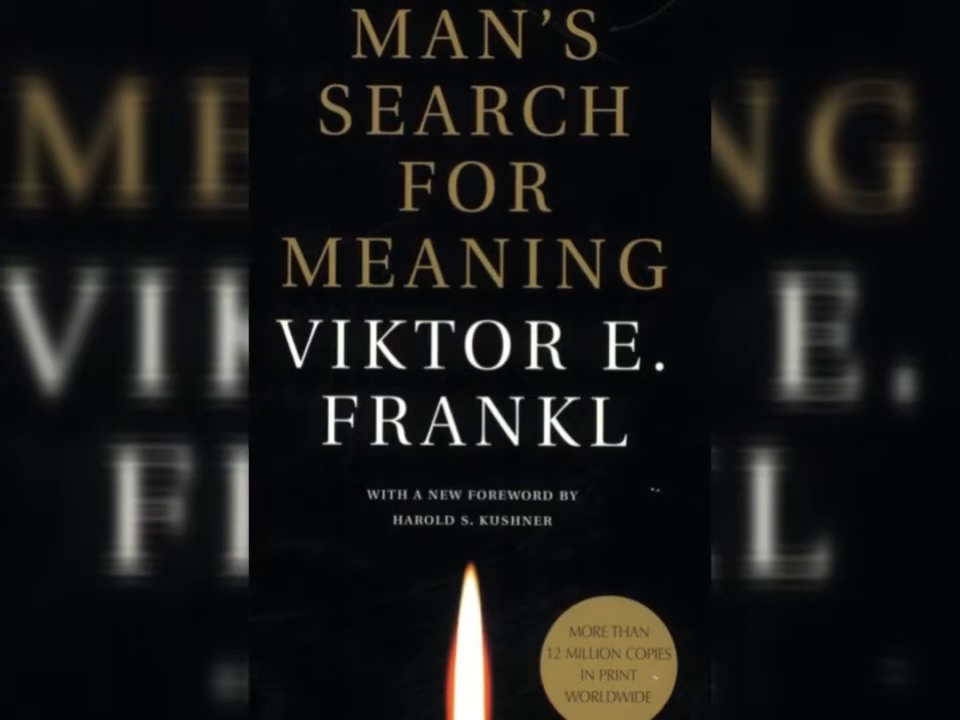 MAN'S
SEARCH
FOR
MEANING
VIKTOR E.
FRANKL
WITH A NEW FOREWORD BY
HAROLD S. KUSHNER
MORE THAN
12 MILLION COPIES
IN PRINT
WORLDWIDE